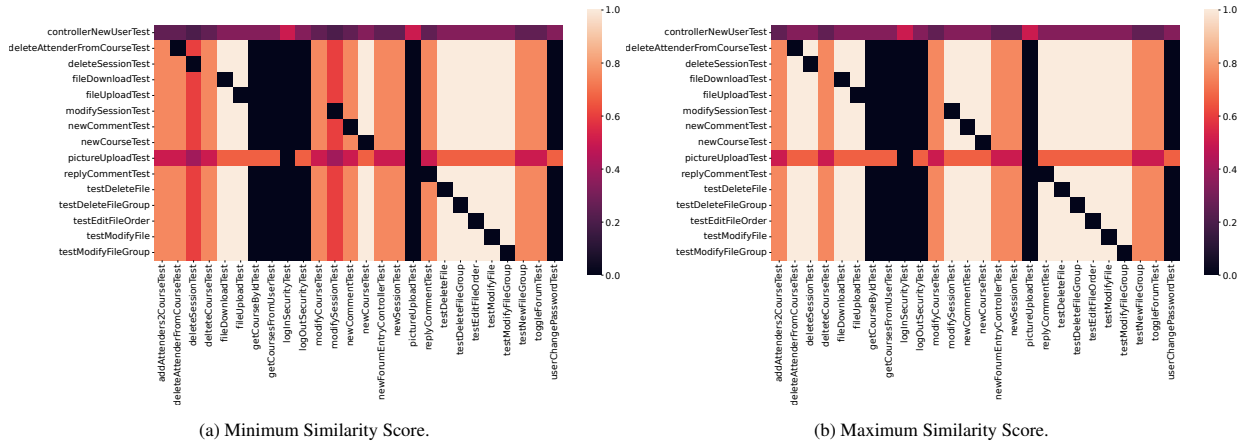 controllerNewUserTest
deleteAttenderFromCourseTest
deleteSessionTest
fileDownloadTest
fileUploadTest
modifySessionTest
newCommentTest
newCourseTest
pictureUploadTest
replyCommentTest
testDeleteFile
testDeleteFileGroup
testEditFileOrder
testModifyFile
testModifyFileGroup
addAttenders2CourseTest
deleteAttenderFromCourseTest
deleteSessionTest
delteteCourseTest
fileDownloadTest
fileUploadTest
getCourseByIdTest
getCoursesFromUserTest
logInSecurityTest
logOutSecurityTest
modifyCourseTest
modifySessionTest
newCommentTest
newCourseTest
newForumEntryControllerTest
newSessionTest
pictureUploadTest
replyCommentTest
testDeleteFile
testDeleteFileGroup
testEditFileOrder
testModifyFile
testModifyFileGroup
testNewFileGroup
toggleForumTest
userChangePasswordTest
1.0
0.8
0.6
0.4
0.2
0.0
(a) Minimum Similarity Score.
controllerNewUserTest
deleteAttenderFromCourseTest
deleteSessionTest
fileDownloadTest
fileUploadTest
modifySessionTest
newCommentTest
newCourseTest
pictureUploadTest
replyCommentTest
testDeleteFile
testDeleteFileGroup
testEditFileOrder
testModifyFile
testModifyFileGroup
addAttenders2CourseTest
deleteAttenderFromCourseTest
deleteSessionTest
delteteCourseTest
fileDownloadTest
fileUploadTest
getCourseByIdTest
getCoursesFromUserTest
logInSecurityTest
logOutSecurityTest
modifyCourseTest
modifySessionTest
newCommentTest
newCourseTest
newForumEntryControllerTest
newSessionTest
pictureUploadTest
replyCommentTest
testDeleteFile
testDeleteFileGroup
testEditFileOrder
testModifyFile
testModifyFileGroup
testNewFileGroup
toggleForumTest
userChangePasswordTest
1.0
0.8
0.6
0.4
0.2
0.0
(b) Maximum Similarity Score.